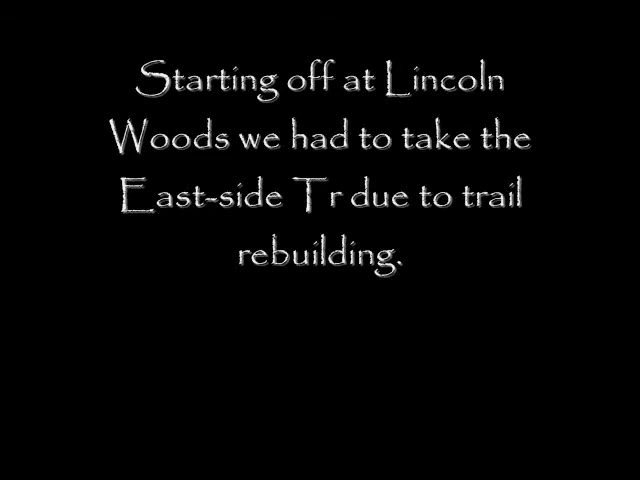 Starting off at Lincoln
Woods we had to take the
East-side Tr due to trail
rebuilding.